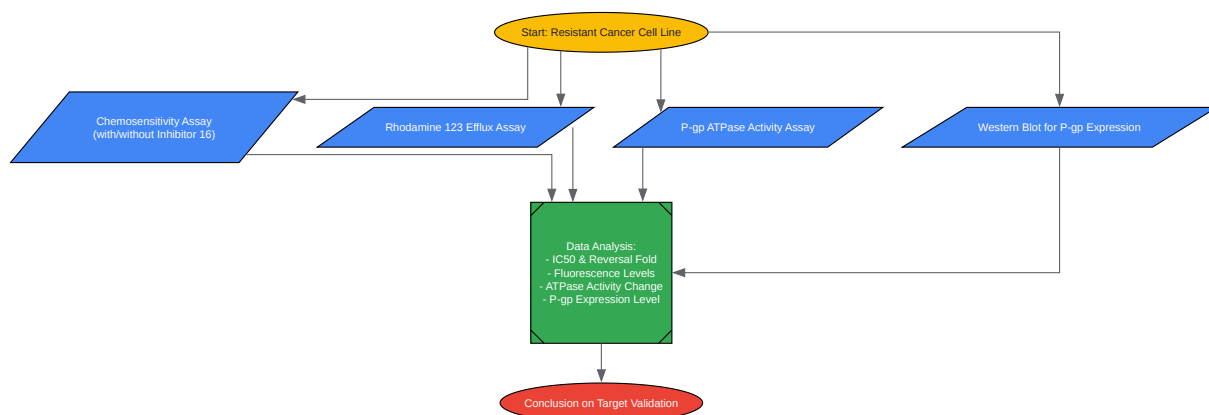 Start: Resistant Cancer Cell Line
Chemosensitivity Assay
(with/without Inhibitor 16)
Rhodamine 123 Efflux Assay
P-gp ATPase Activity Assay
Western Blot for P-gp Expression
Data Analysis:
- IC50 & Reversal Fold
- Fluorescence Levels
- ATPase Activity Change
- P-gp Expression Level
Conclusion on Target Validation